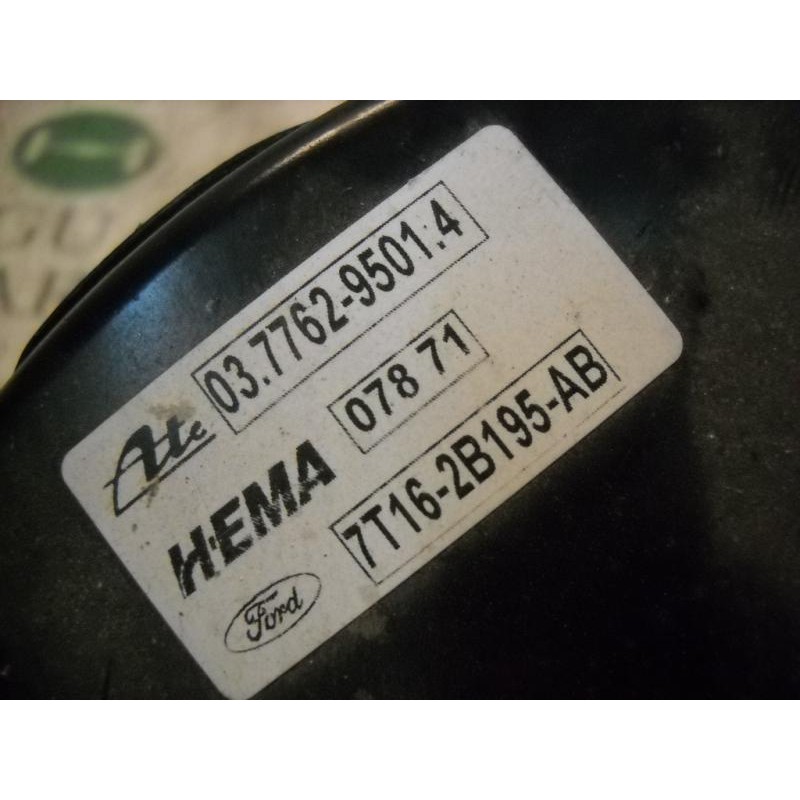 Ate 03.7762-9501.4
HEMA 078 71
Ford 7T16-2B195-AB